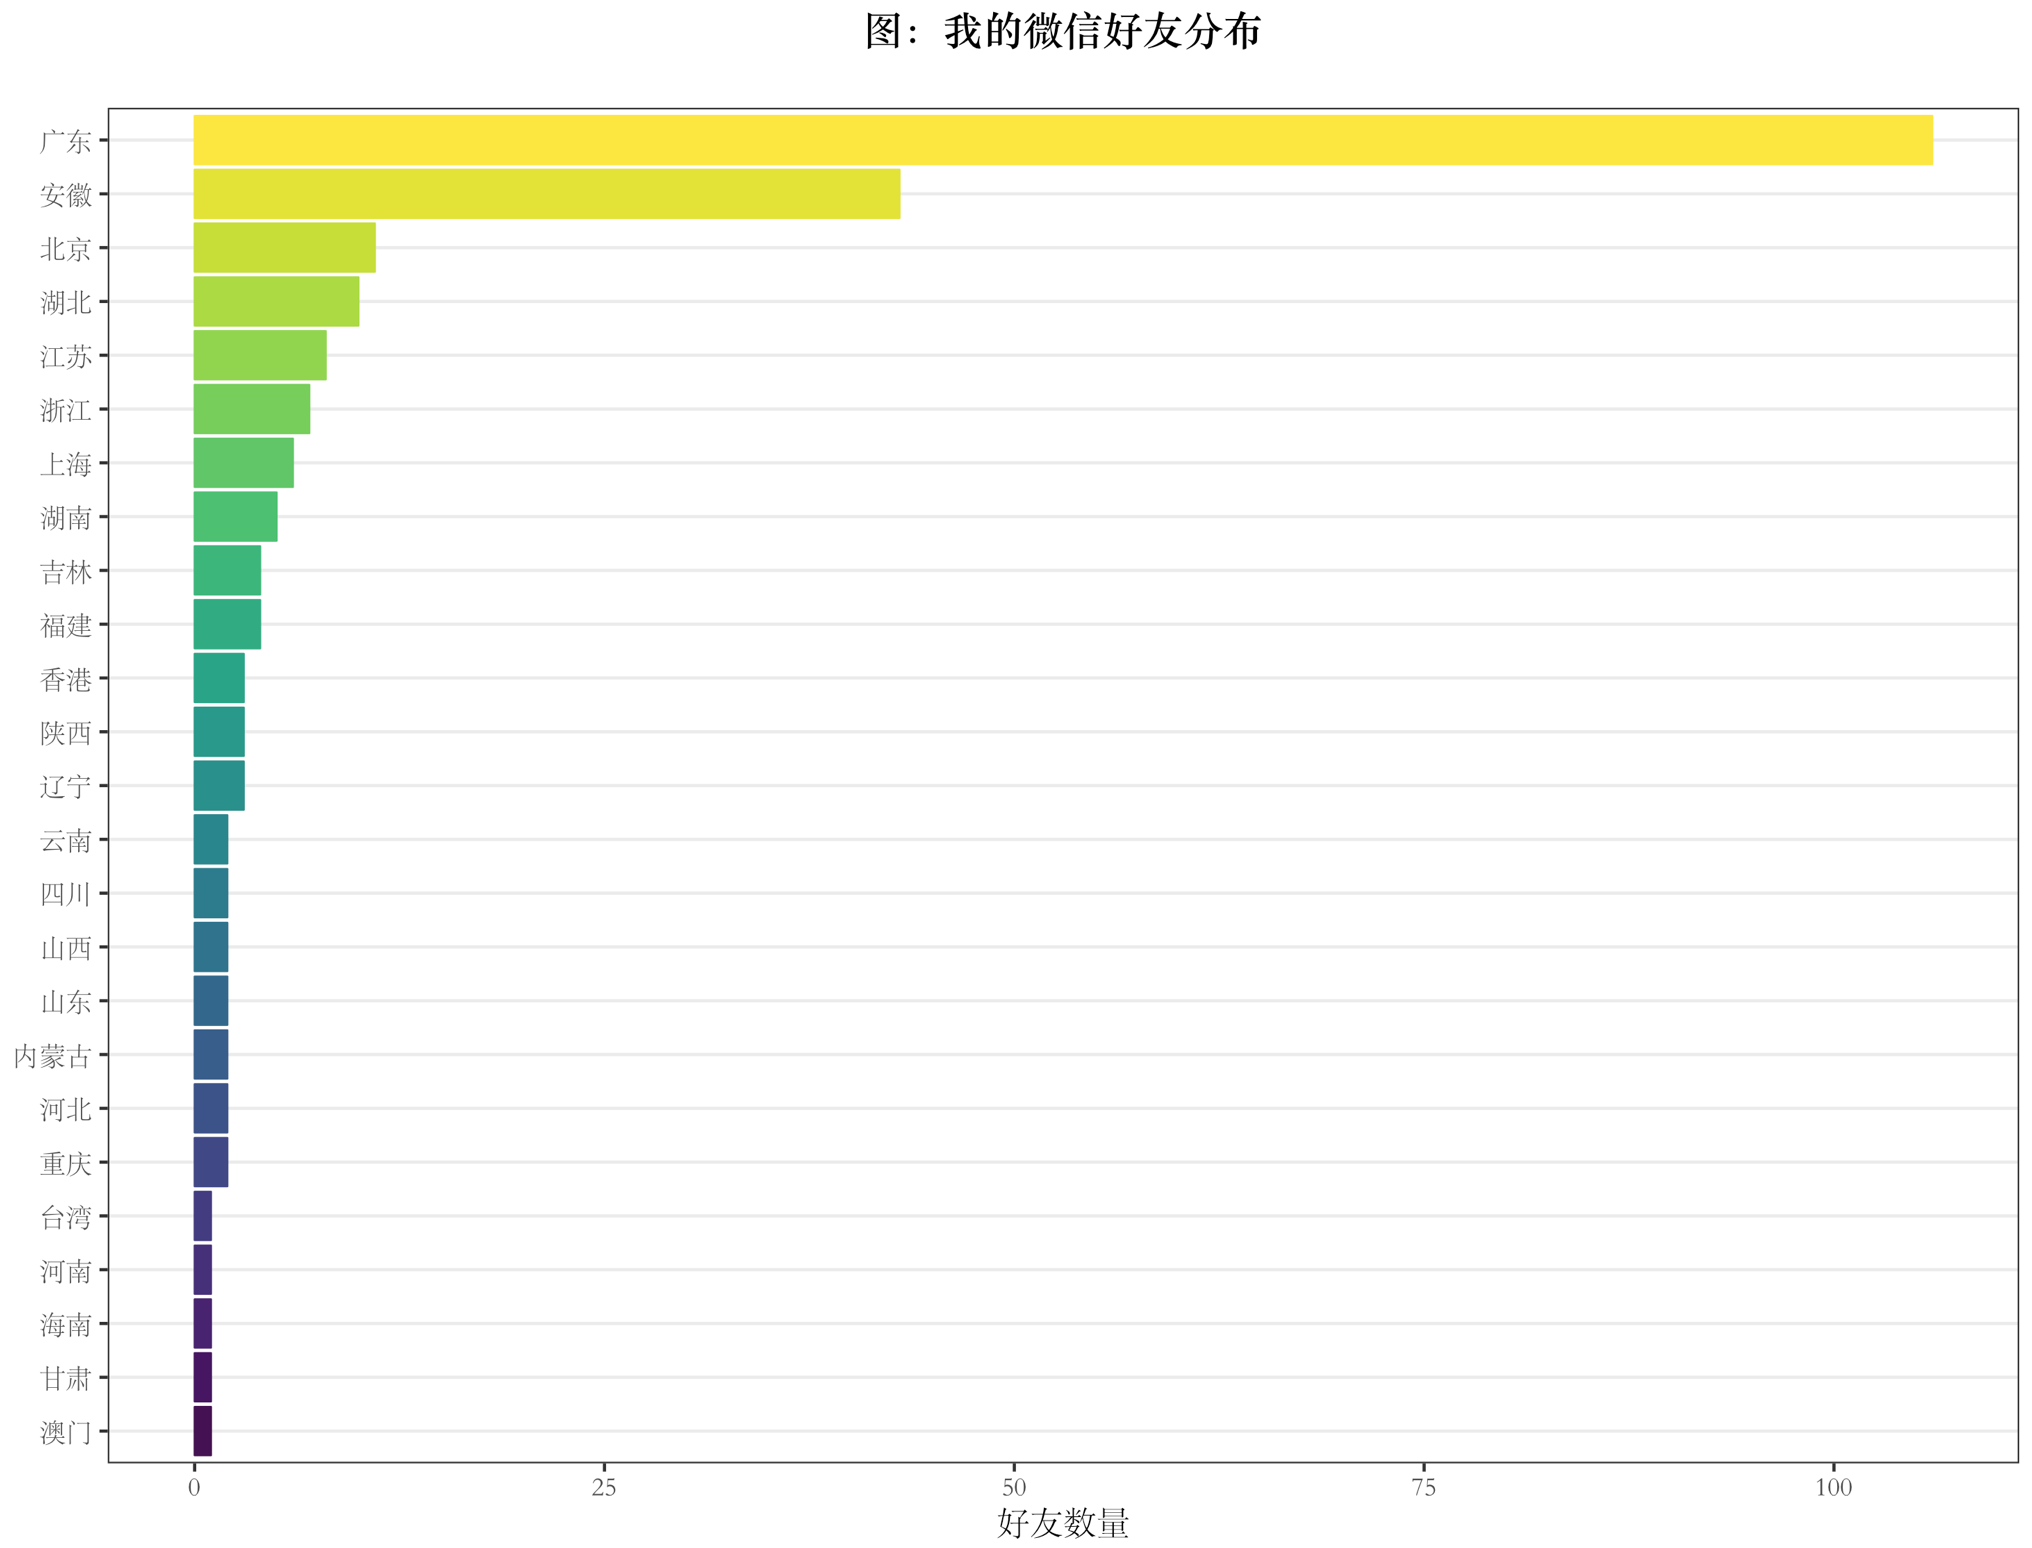 图：我的微信好友分布
广东
安徽
北京
湖北
江苏
浙江
上海
湖南
吉林
福建
香港
陕西
辽宁
云南
四川
山西
山东
内蒙古
河北
重庆
台湾
河南
海南
甘肃
澳门
0 25 50 75 100
好友数量